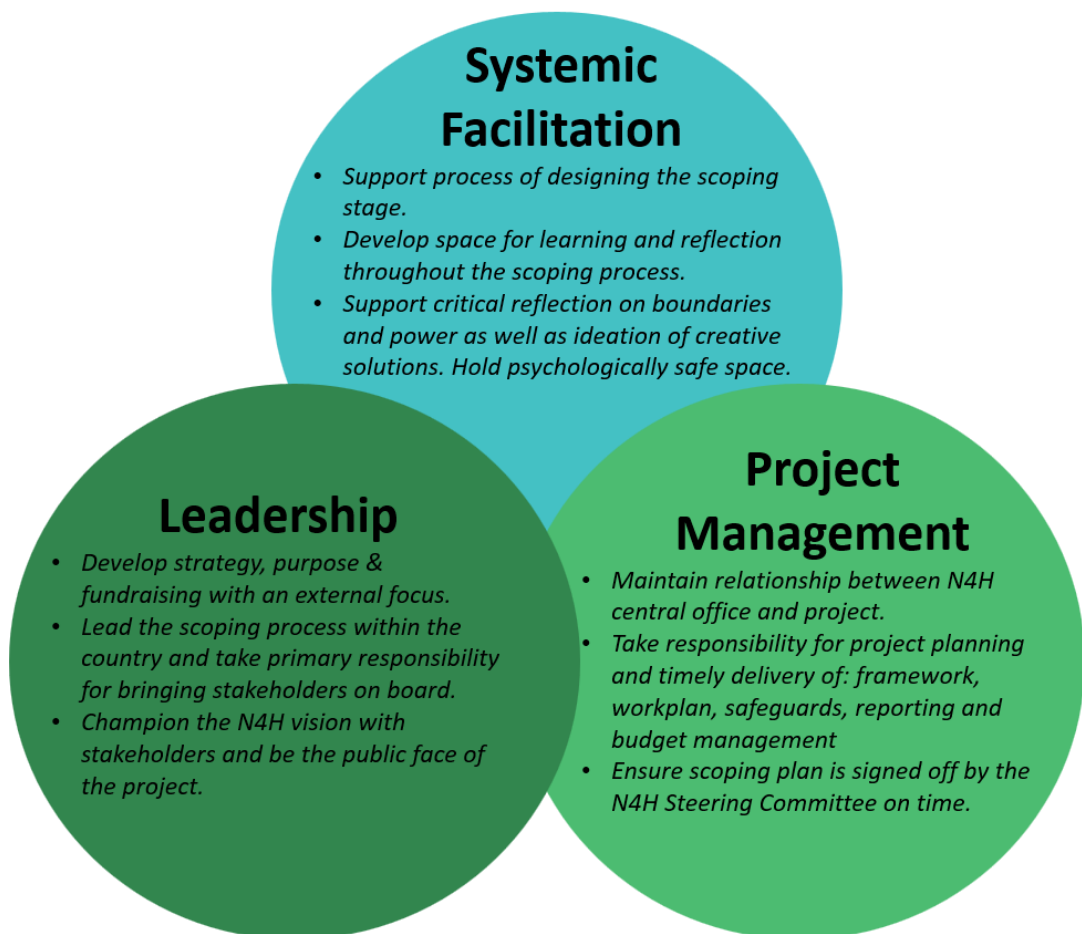 Systemic
Facilitation
• Support process of designing the scoping
stage.
• Develop space for learning and reflection
throughout the scoping process.
• Support critical reflection on boundaries
and power as well as ideation of creative
solutions. Hold psychologically safe space.
Leadership
• Develop strategy, purpose &
fundraising with an external focus.
• Lead the scoping process within the
country and take primary responsibility
for bringing stakeholders on board.
• Champion the N4H vision with
stakeholders and be the public face of
the project.
Project
Management
• Maintain relationship between N4H
central office and project.
• Take responsibility for project planning
and timely delivery of: framework,
workplan, safeguards, reporting and
budget management
• Ensure scoping plan is signed off by the
N4H Steering Committee on time.